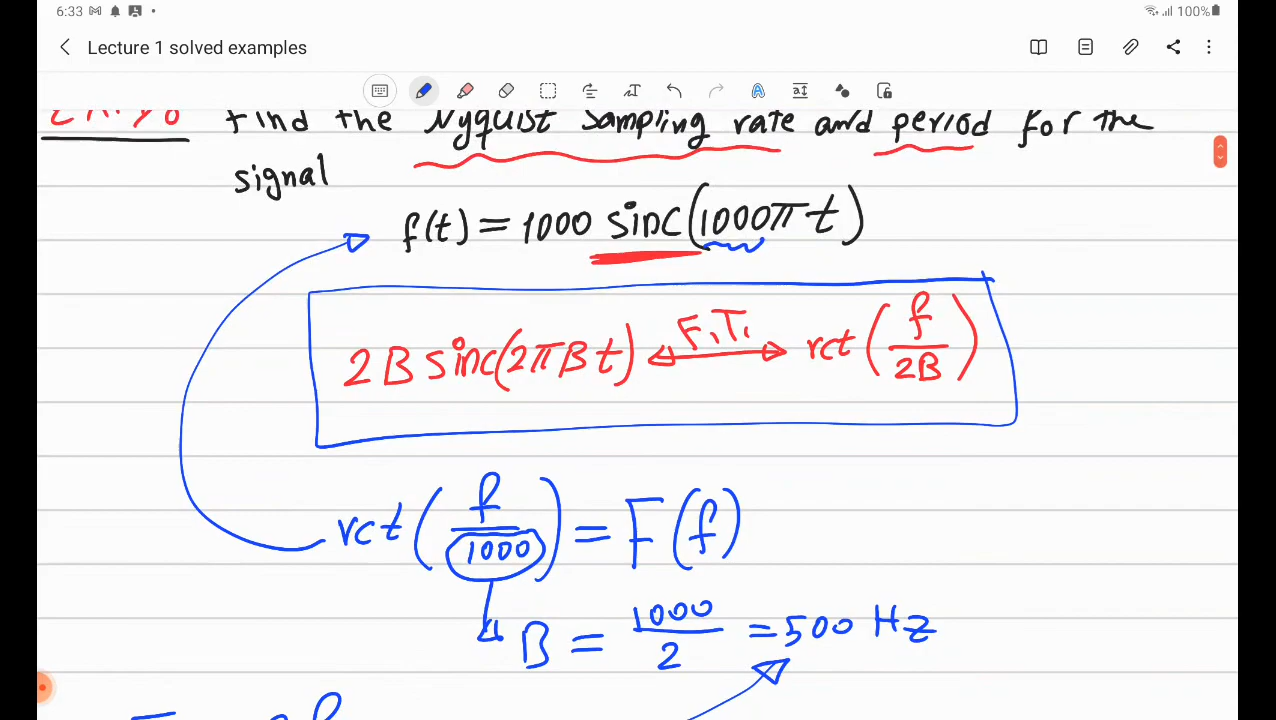 6:33 100%
Lecture 1 solved examples
Find the Nyquist sampling rate and period for the
signal
f(t) = 1000 sinc(1000πt)
2B sinc(2πBt) ⟷ F.T. rct(f/2B)
rct(f/1000) = F(f)
B = 1000/2 = 500 Hz